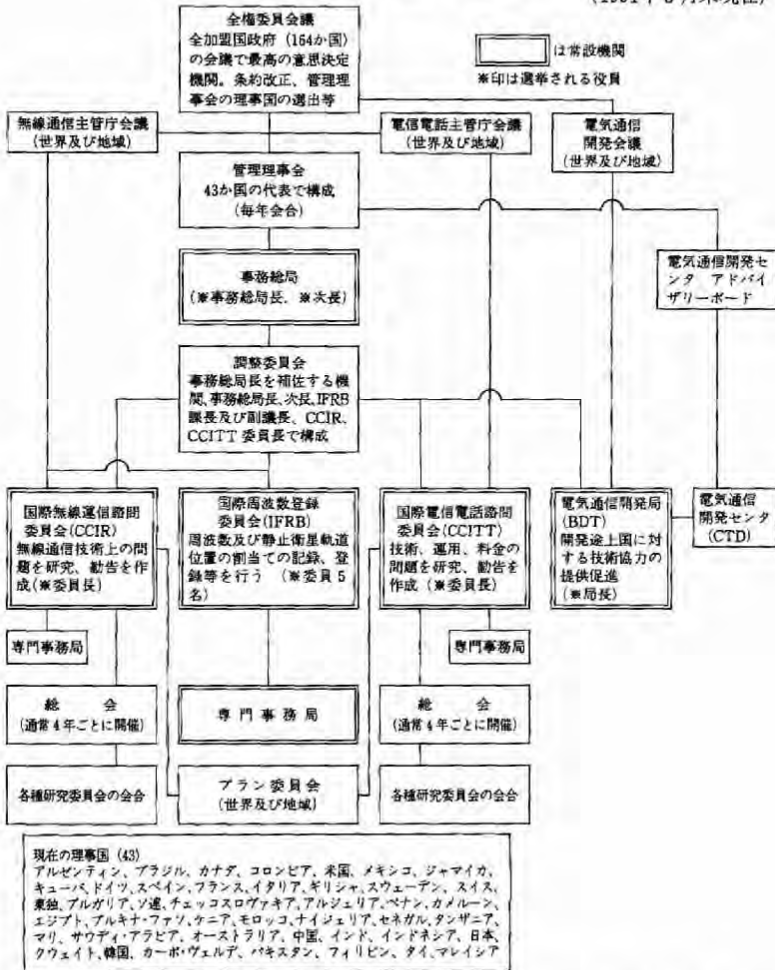 全権委員会議
全加盟国政府(164か国)
の会議で最高の意思決定
機関。条約改正、管理理
事会の理事国の選出等
は常設機関
※印は選挙される役員
無線通信主管庁会議
(世界及び地域)
電信電話主管庁会議
(世界及び地域)
電気通信
開発会議
(世界及び地域)
管理理事会
43か国の代表で構成
(毎年会合)
事務総局
(※事務総局長、※次長)
電気通信開発セ
ンタ アドバイ
ザリーボード
調整委員会
事務総局長を補佐する機
関、事務総局長、次長、IFRB
課長及び副議長、CCIR、
CCITT 委員長で構成
国際無線運信諮問
委員会(CCIR)
無線通信技術上の問
題を研究、勧告を作
成(※委員長)
国際周波数登録
委員会(IFRB)
周波数及び静止衛星軌道
位置の割当ての記録、登
録等を行う (※委員5
名)
国際電信電話諮問
委員会(CCITT)
技術、運用、料金の
問題を研究、勧告を
作成(※委員長)
電気通信開発局
(BDT)
開発途上国に対
する技術協力の
提供促進
(※局長)
電気通信
開発センタ
(CTD)
専門事務局
専門事務局
総 会
(通常4年ごとに開催)
専門事務局
総 会
(通常4年ごとに開催)
各種研究委員会の会合
プラン委員会
(世界及び地域)
各種研究委員会の会合
現在の理事国 (43)
アルゼンティン、ブラジル、カナダ、コロンビア、米国、メキシコ、ジャマイカ、
キューバ、ドイツ、スペイン、フランス、イタリア、ギリシャ、スウェーデン、スイス、
東独、ブルガリア、ソ連、チェッコスロヴァキア、アルジェリア、ベナン、カメルーン、
エジプト、ブルキナ・ファソ、ケニア、モロッコ、ナイジェリア、セネガル、タンザニア、
マリ、サウディ・アラビア、オーストラリア、中国、インド、インドネシア、日本、
クウェイト、韓国、カーボ・ヴェルデ、パキスタン、フィリピン、タイ、マレイシア